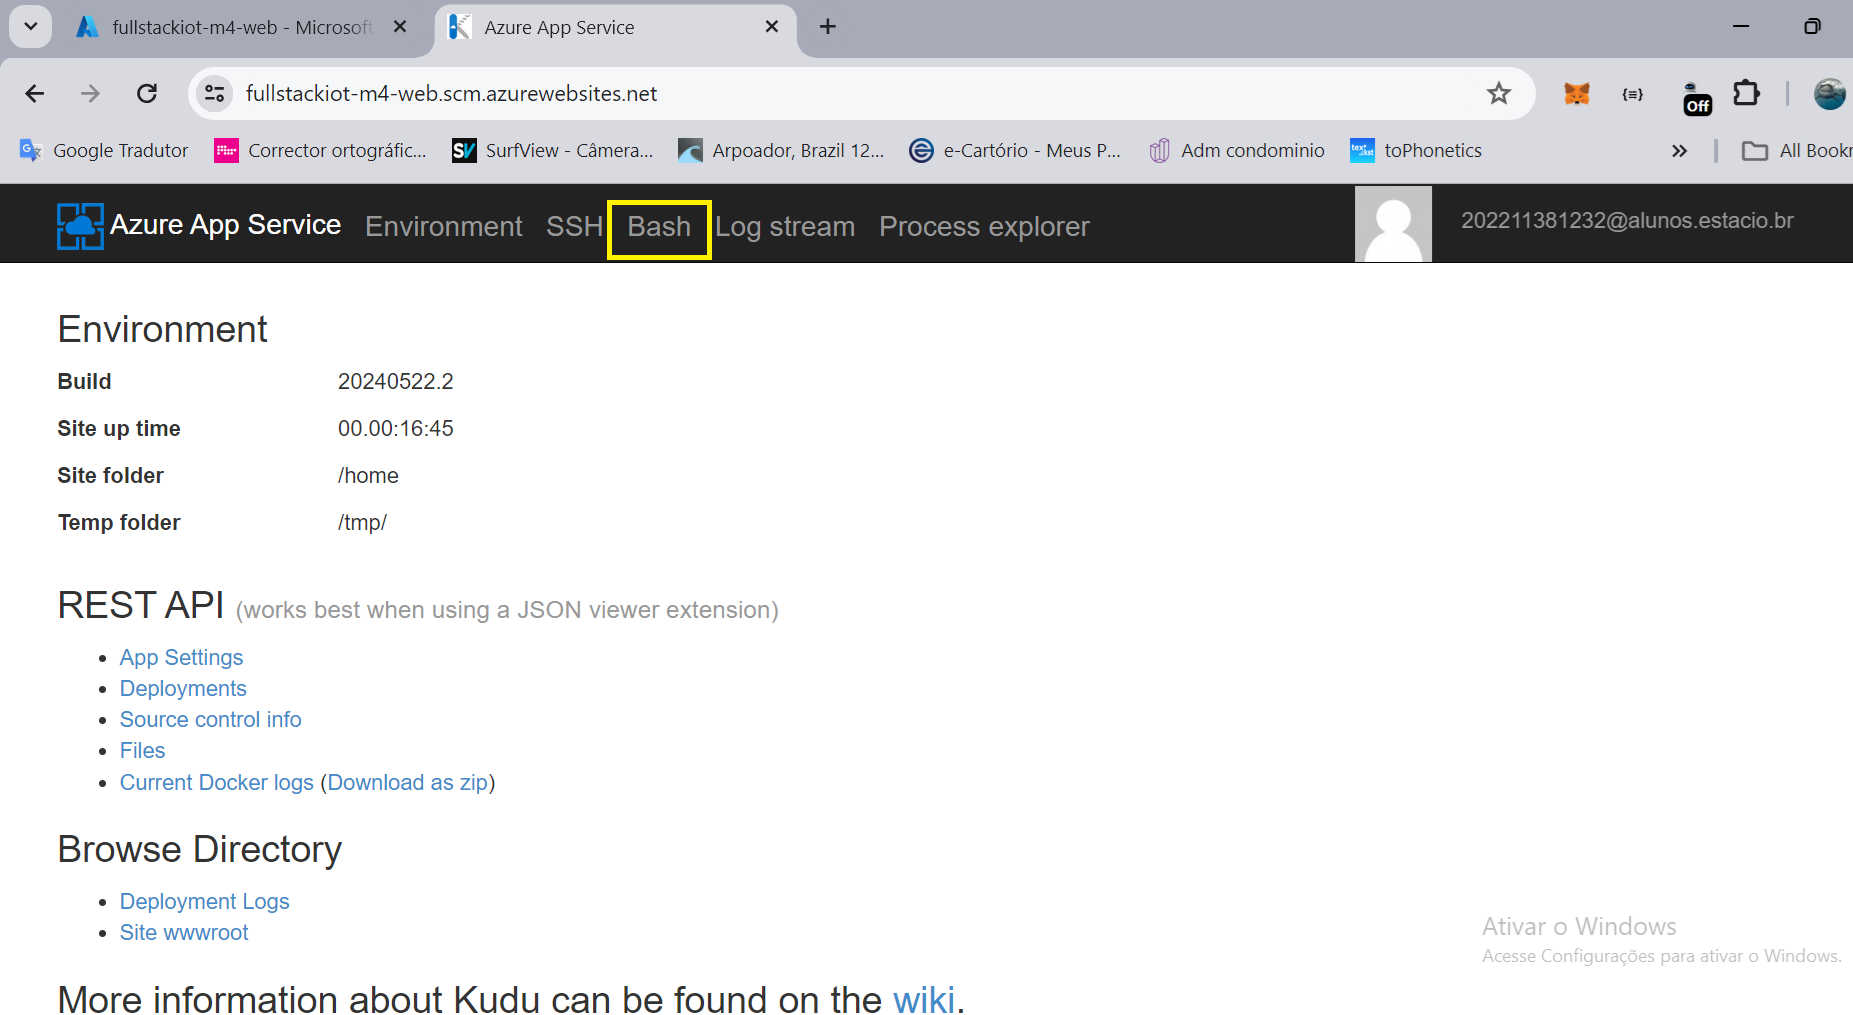 fullstackiot-m4-web - Microsoft
Azure App Service
fullstackiot-m4-web.scm.azurewebsites.net
Off
Google Tradutor
Corrector ortográfic...
SurfView - Câmera...
Arpoador, Brazil 12...
e-Cartório - Meus P...
Adm condominio
toPhonetics
All Bookr
Azure App Service
Environment
SSH
Bash
Log stream
Process explorer
202211381232@alunos.estacio.br
Environment
Build 20240522.2
Site up time 00.00:16:45
Site folder /home
Temp folder /tmp/
REST API (works best when using a JSON viewer extension)
App Settings
Deployments
Source control info
Files
Current Docker logs (Download as zip)
Browse Directory
Deployment Logs
Site wwwroot
Ativar o Windows
Acesse Configurações para ativar o Windows.
More information about Kudu can be found on the wiki.